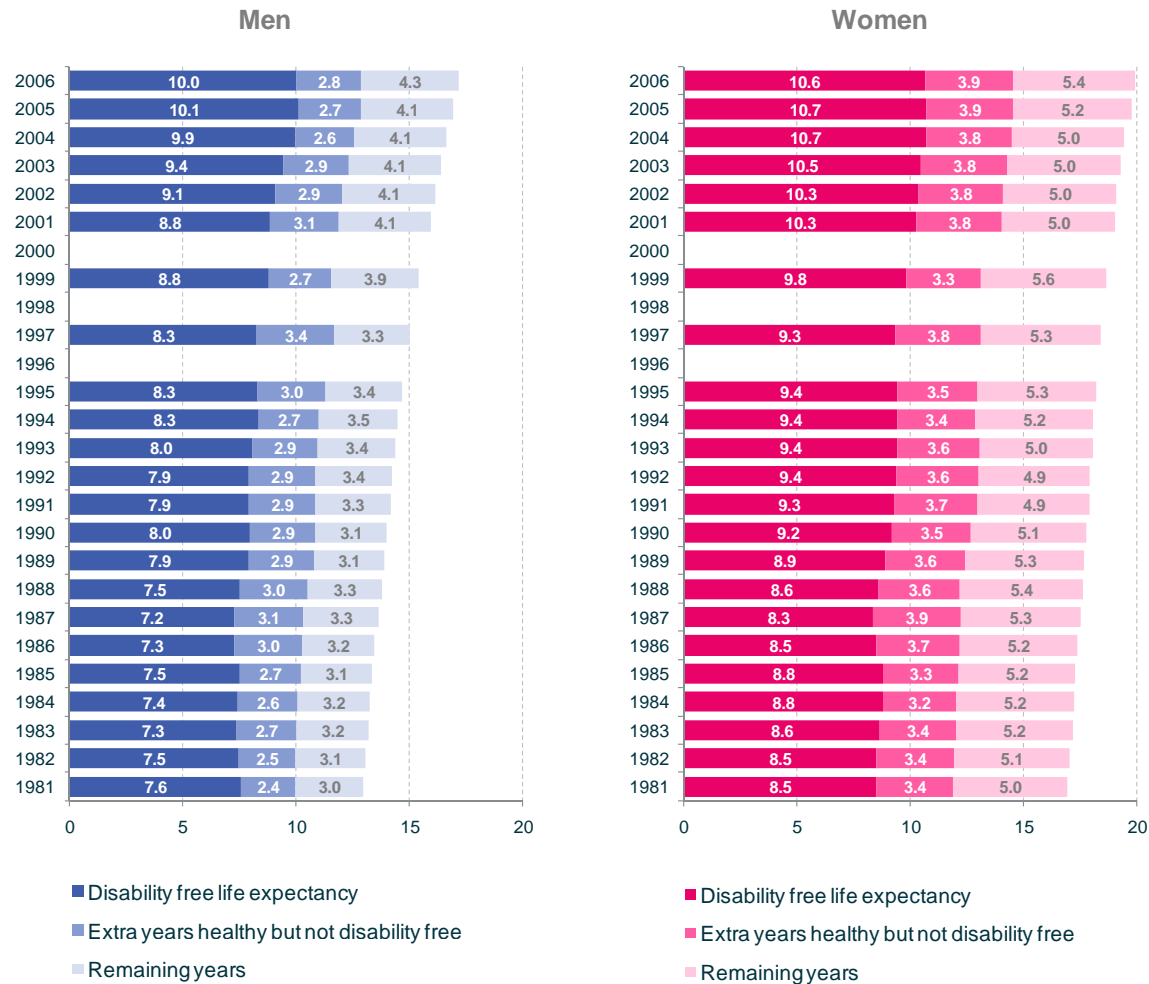 Men
Women
2006 10.0 2.8 4.3
2005 10.1 2.7 4.1
2004 9.9 2.6 4.1
2003 9.4 2.9 4.1
2002 9.1 2.9 4.1
2001 8.8 3.1 4.1
2000
1999 8.8 2.7 3.9
1998
1997 8.3 3.4 3.3
1996
1995 8.3 3.0 3.4
1994 8.3 2.7 3.5
1993 8.0 2.9 3.4
1992 7.9 2.9 3.4
1991 7.9 2.9 3.3
1990 8.0 2.9 3.1
1989 7.9 2.9 3.1
1988 7.5 3.0 3.3
1987 7.2 3.1 3.3
1986 7.3 3.0 3.2
1985 7.5 2.7 3.1
1984 7.4 2.6 3.2
1983 7.3 2.7 3.2
1982 7.5 2.5 3.1
1981 7.6 2.4 3.0
0 5 10 15 20
Disability free life expectancy
Extra years healthy but not disability free
Remaining years
2006 10.6 3.9 5.4
2005 10.7 3.9 5.2
2004 10.7 3.8 5.0
2003 10.5 3.8 5.0
2002 10.3 3.8 5.0
2001 10.3 3.8 5.0
2000
1999 9.8 3.3 5.6
1998
1997 9.3 3.8 5.3
1996
1995 9.4 3.5 5.3
1994 9.4 3.4 5.2
1993 9.4 3.6 5.0
1992 9.4 3.6 4.9
1991 9.3 3.7 4.9
1990 9.2 3.5 5.1
1989 8.9 3.6 5.3
1988 8.6 3.6 5.4
1987 8.3 3.9 5.3
1986 8.5 3.7 5.2
1985 8.8 3.3 5.2
1984 8.8 3.2 5.2
1983 8.6 3.4 5.2
1982 8.5 3.4 5.1
1981 8.5 3.4 5.0
0 5 10 15 20
Disability free life expectancy
Extra years healthy but not disability free
Remaining years